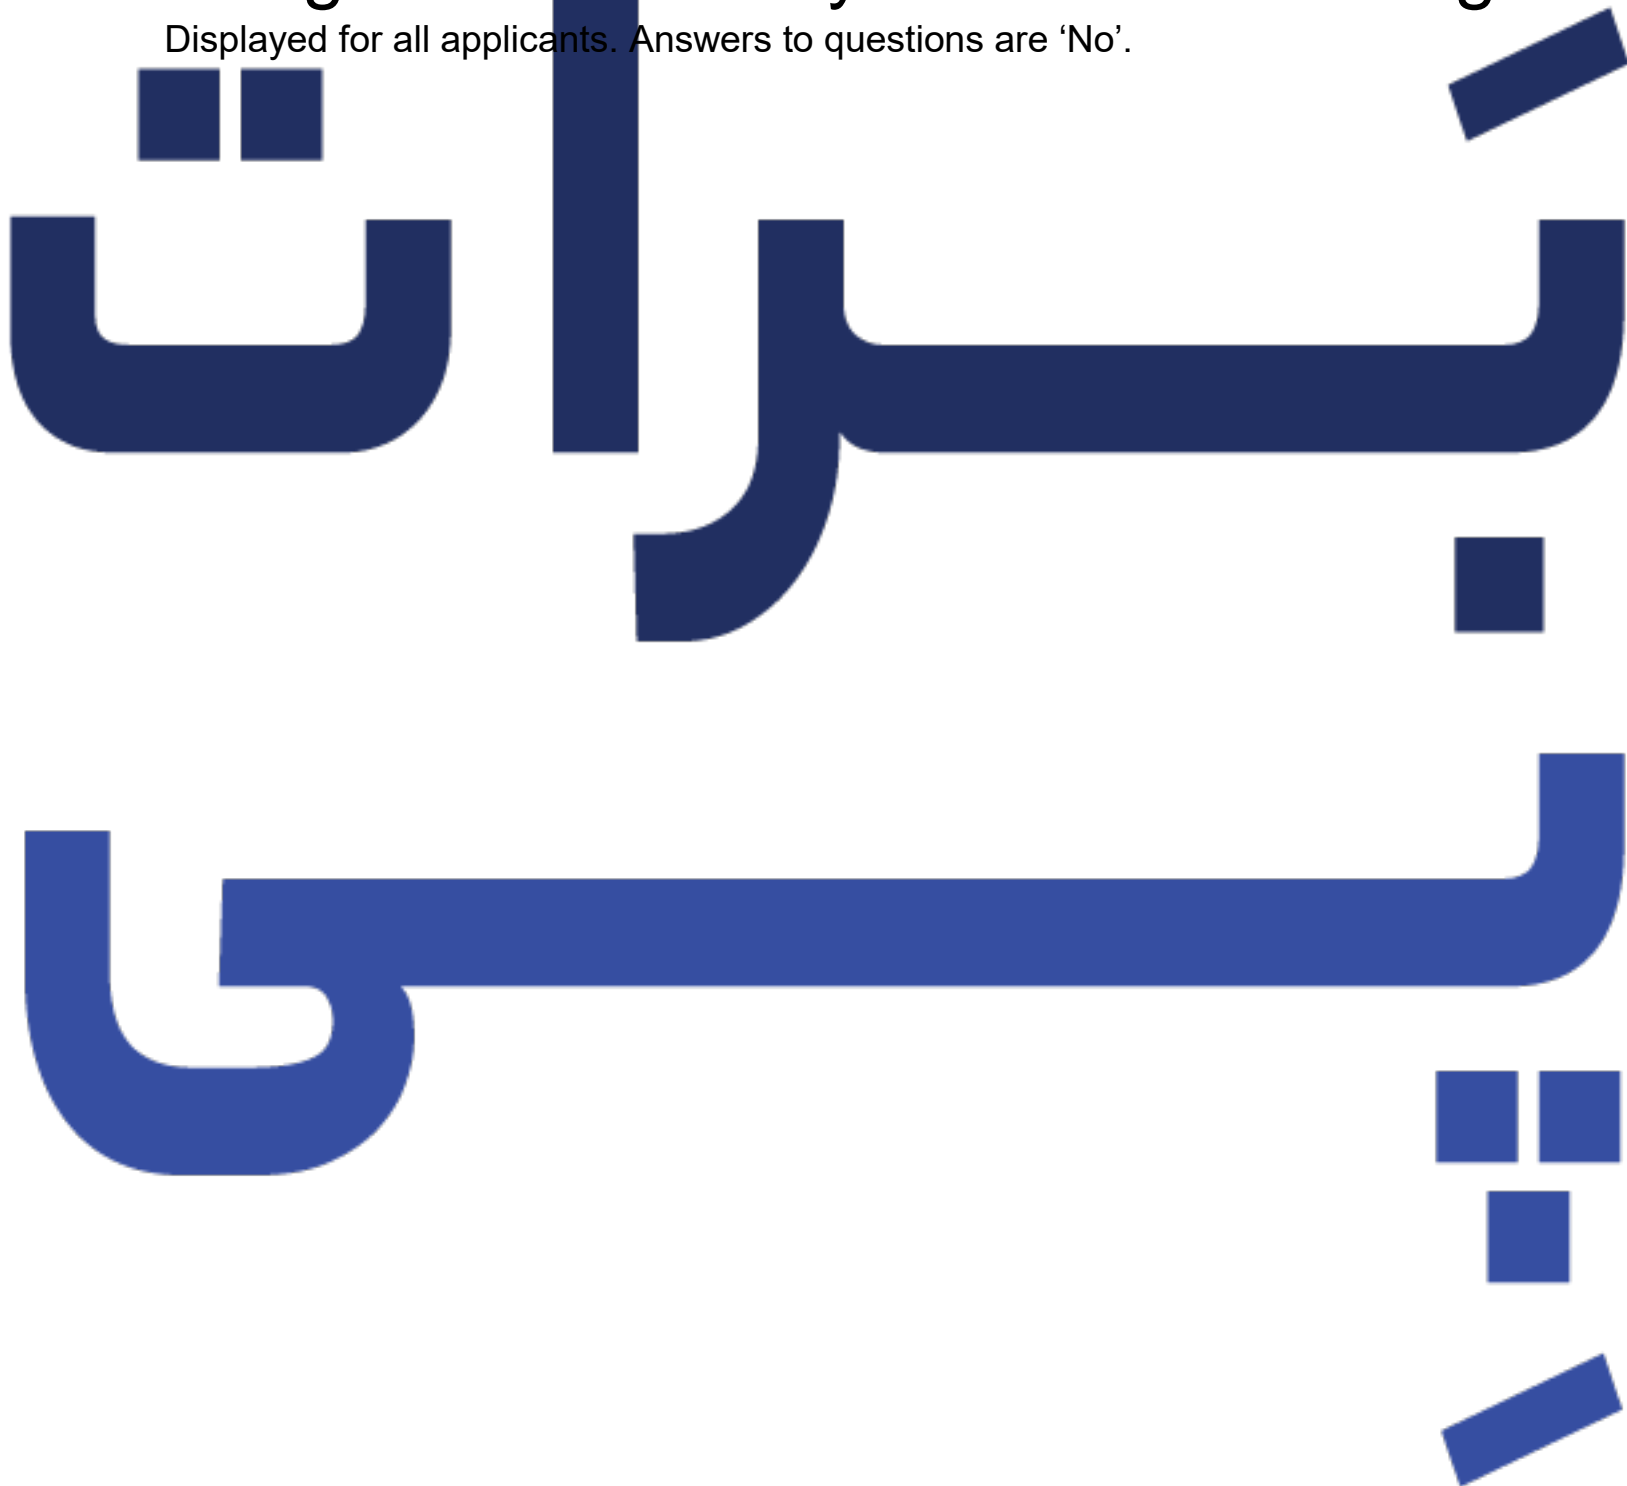 Displayed for all applicants. Answers to questions are ‘No’.
بَرات
پِی